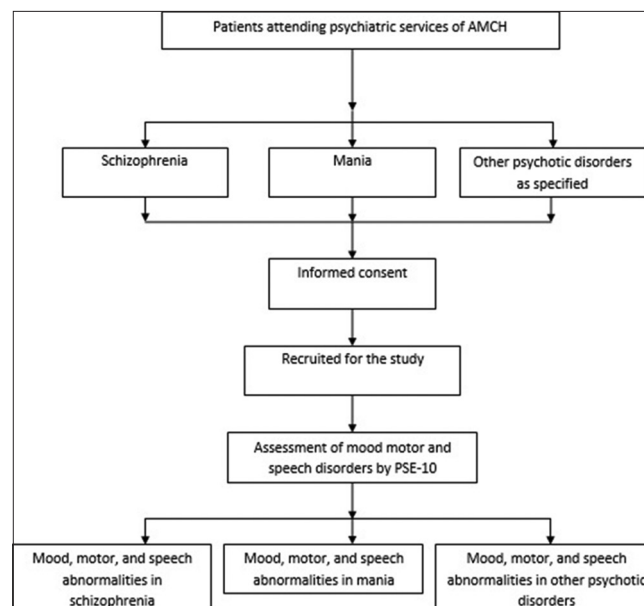 Patients attending psychiatric services of AMCH
Schizophrenia
Mania
Other psychotic disorders
as specified
Informed consent
Recruited for the study
Assessment of mood motor and
speech disorders by PSE-10
Mood, motor, and speech
abnormalities in
schizophrenia
Mood, motor, and speech
abnormalities in mania
Mood, motor, and speech
abnormalities in other psychotic
disorders